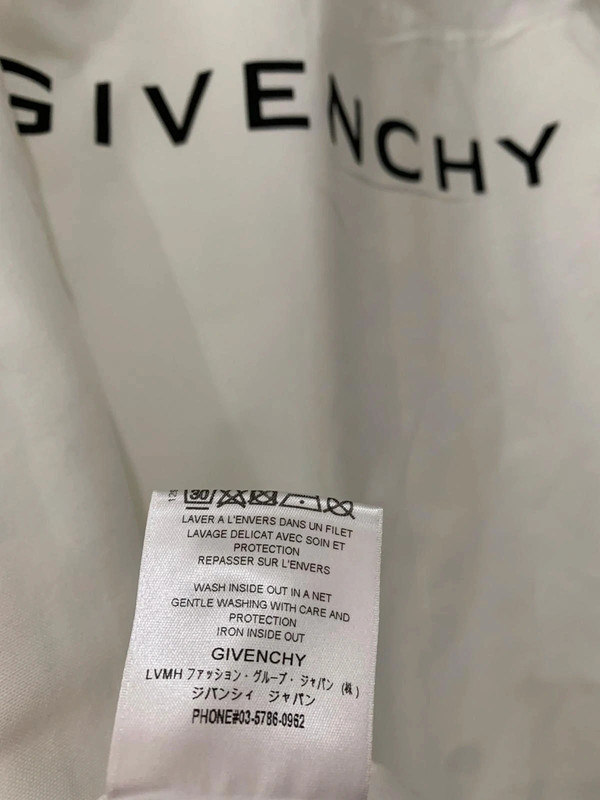 GIVENCHY
30
LAVER A L'ENVERS DANS UN FILET
LAVAGE DELICAT AVEC SOIN ET
PROTECTION
REPASSER SUR L'ENVERS
WASH INSIDE OUT IN A NET
GENTLE WASHING WITH CARE AND
PROTECTION
IRON INSIDE OUT
GIVENCHY
LVMH ファッション・グループ・ジャパン (株)
ジバンシィ ジャパン
PHONE#03-5786-0962